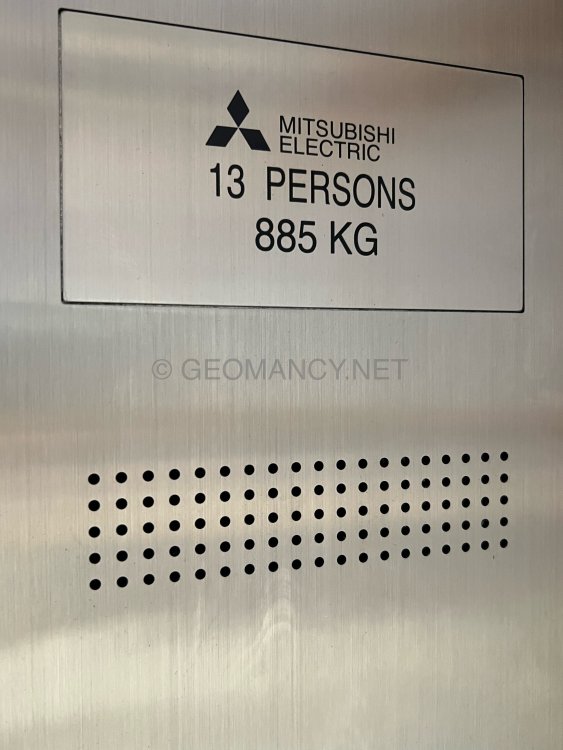 MITSUBISHI
ELECTRIC
13 PERSONS
885 KG
© GEOMANCY.NET